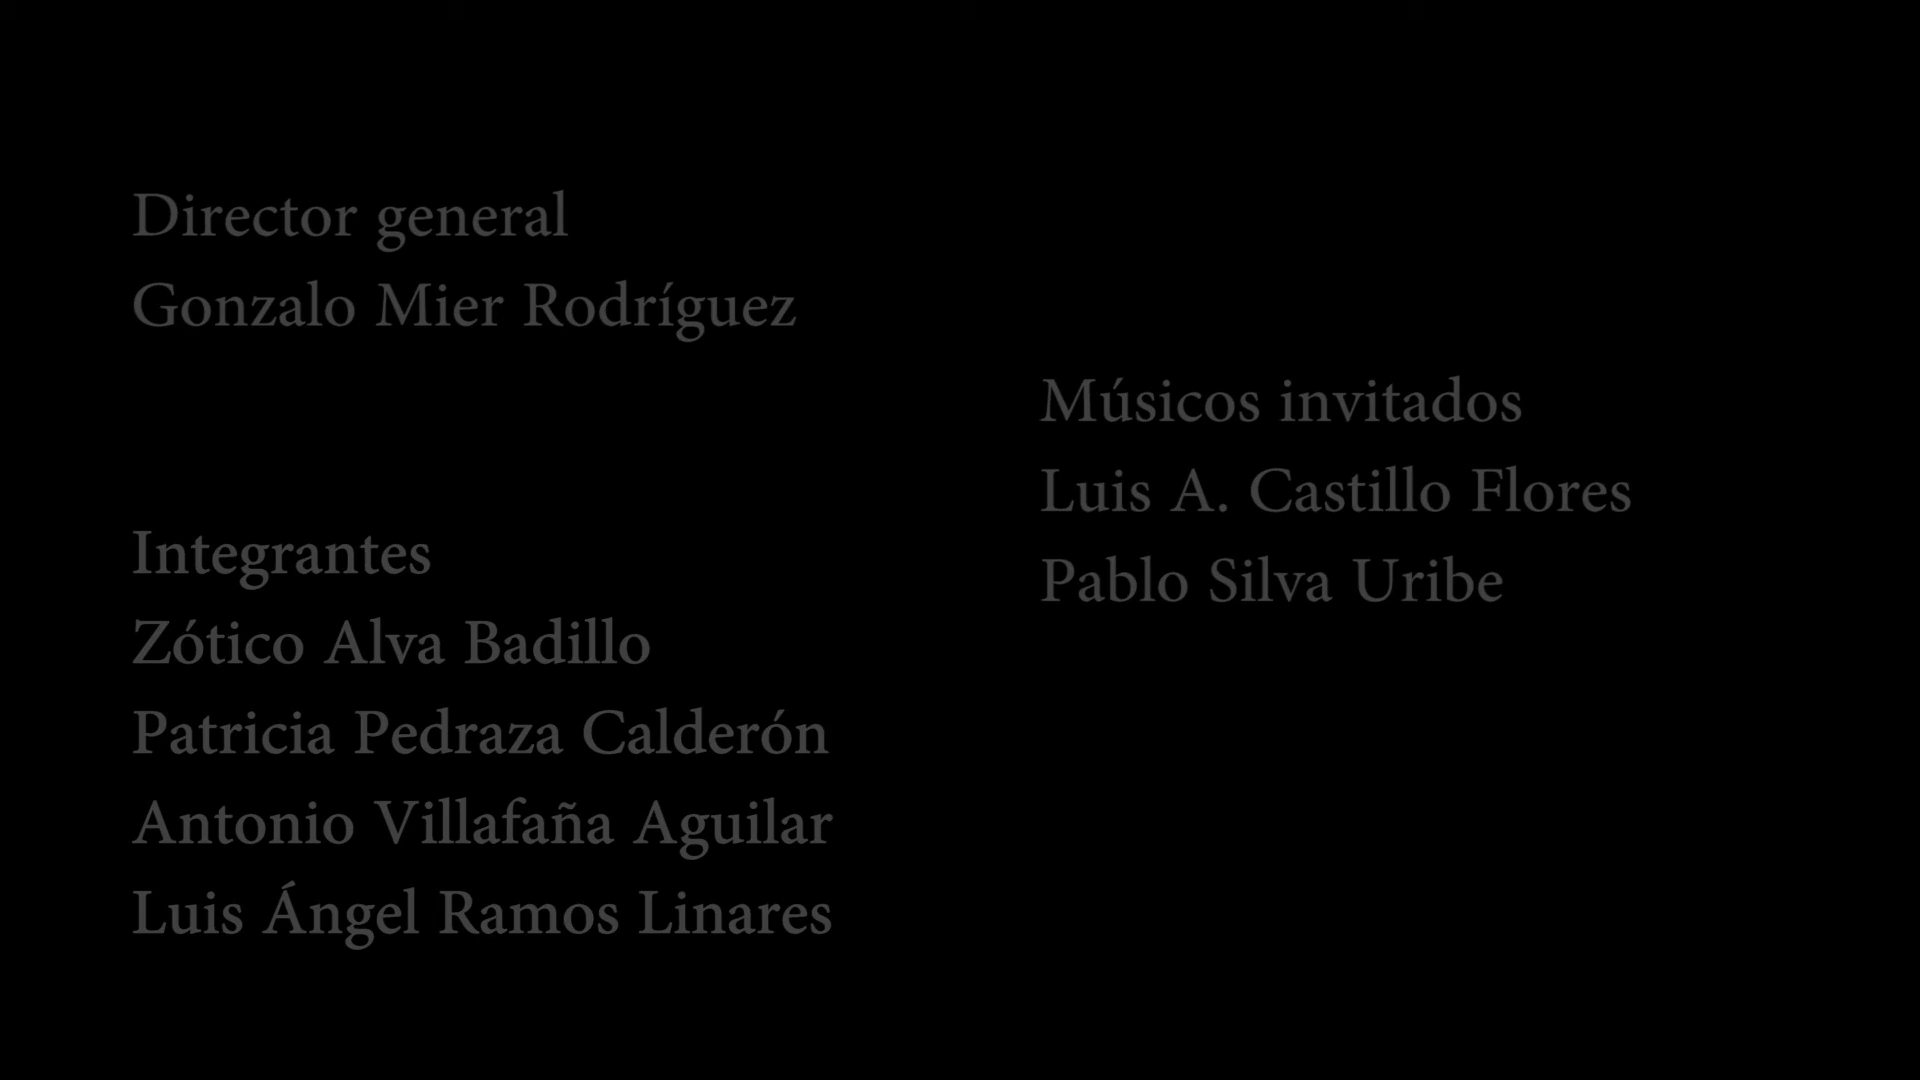 Director general
Gonzalo Mier Rodríguez
Integrantes
Zótico Alva Badillo
Patricia Pedraza Calderón
Antonio Villafaña Aguilar
Luis Ángel Ramos Linares
Músicos invitados
Luis A. Castillo Flores
Pablo Silva Uribe